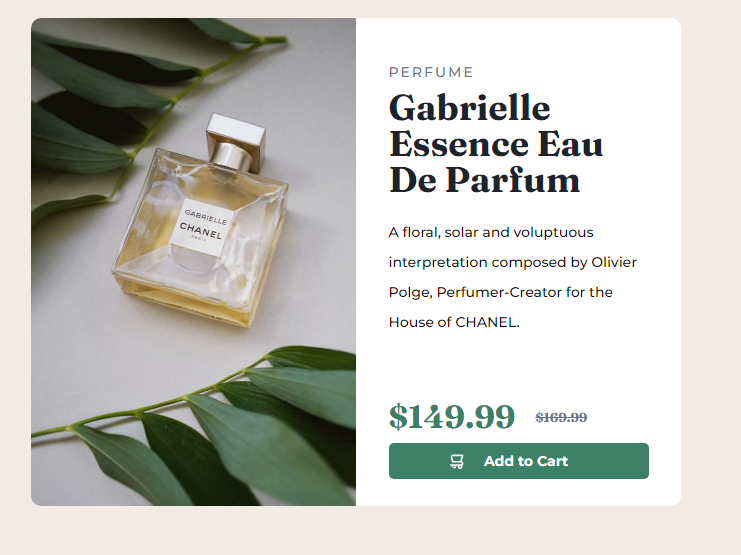 GABRIELLE
CHANEL
PARIS
PERFUME
Gabrielle
Essence Eau
De Parfum
A floral, solar and voluptuous
interpretation composed by Olivier
Polge, Perfumer-Creator for the
House of CHANEL.
$149.99 $169.99
Add to Cart